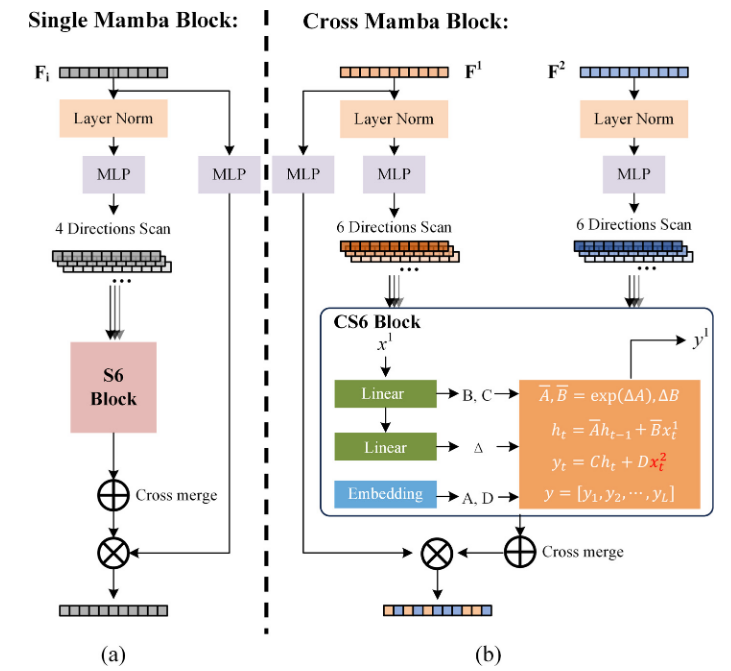 Single Mamba Block:
F_i
Layer Norm
MLP
MLP
4 Directions Scan
...
S6
Block
Cross merge
(a)
Cross Mamba Block:
F^1
F^2
Layer Norm
Layer Norm
MLP
MLP
MLP
6 Directions Scan
6 Directions Scan
...
...
CS6 Block
x^1
y^1
Linear
B, C
Linear
Δ
Embedding
A, D
A̅, B̅ = exp(ΔA), ΔB
h_t = A̅h_{t−1} + B̅x_t^1
y_t = Ch_t + Dx_t^2
y = [y_1, y_2, ⋯, y_L]
Cross merge
(b)